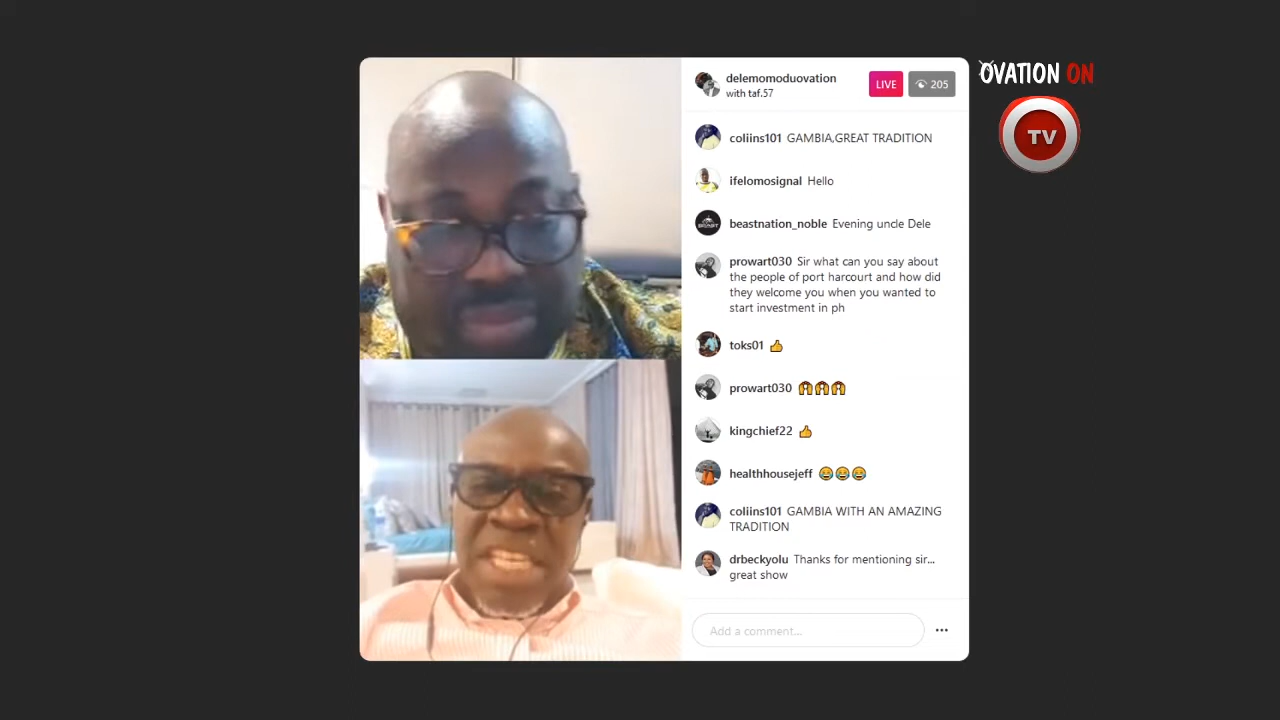 OVATION ON
TV
delemomoduovation
with taf.57
LIVE
205
coliins101 GAMBIA,GREAT TRADITION
ifelomosignal Hello
beastnation_noble Evening uncle Dele
prowart030 Sir what can you say about
the people of port harcourt and how did
they welcome you when you wanted to
start investment in ph
toks01 👍
prowart030 🙌🙌🙌
kingchief22 👍
healthhousejeff 😂😂😂
coliins101 GAMBIA WITH AN AMAZING
TRADITION
drbeckyolu Thanks for mentioning sir...
great show
Add a comment...